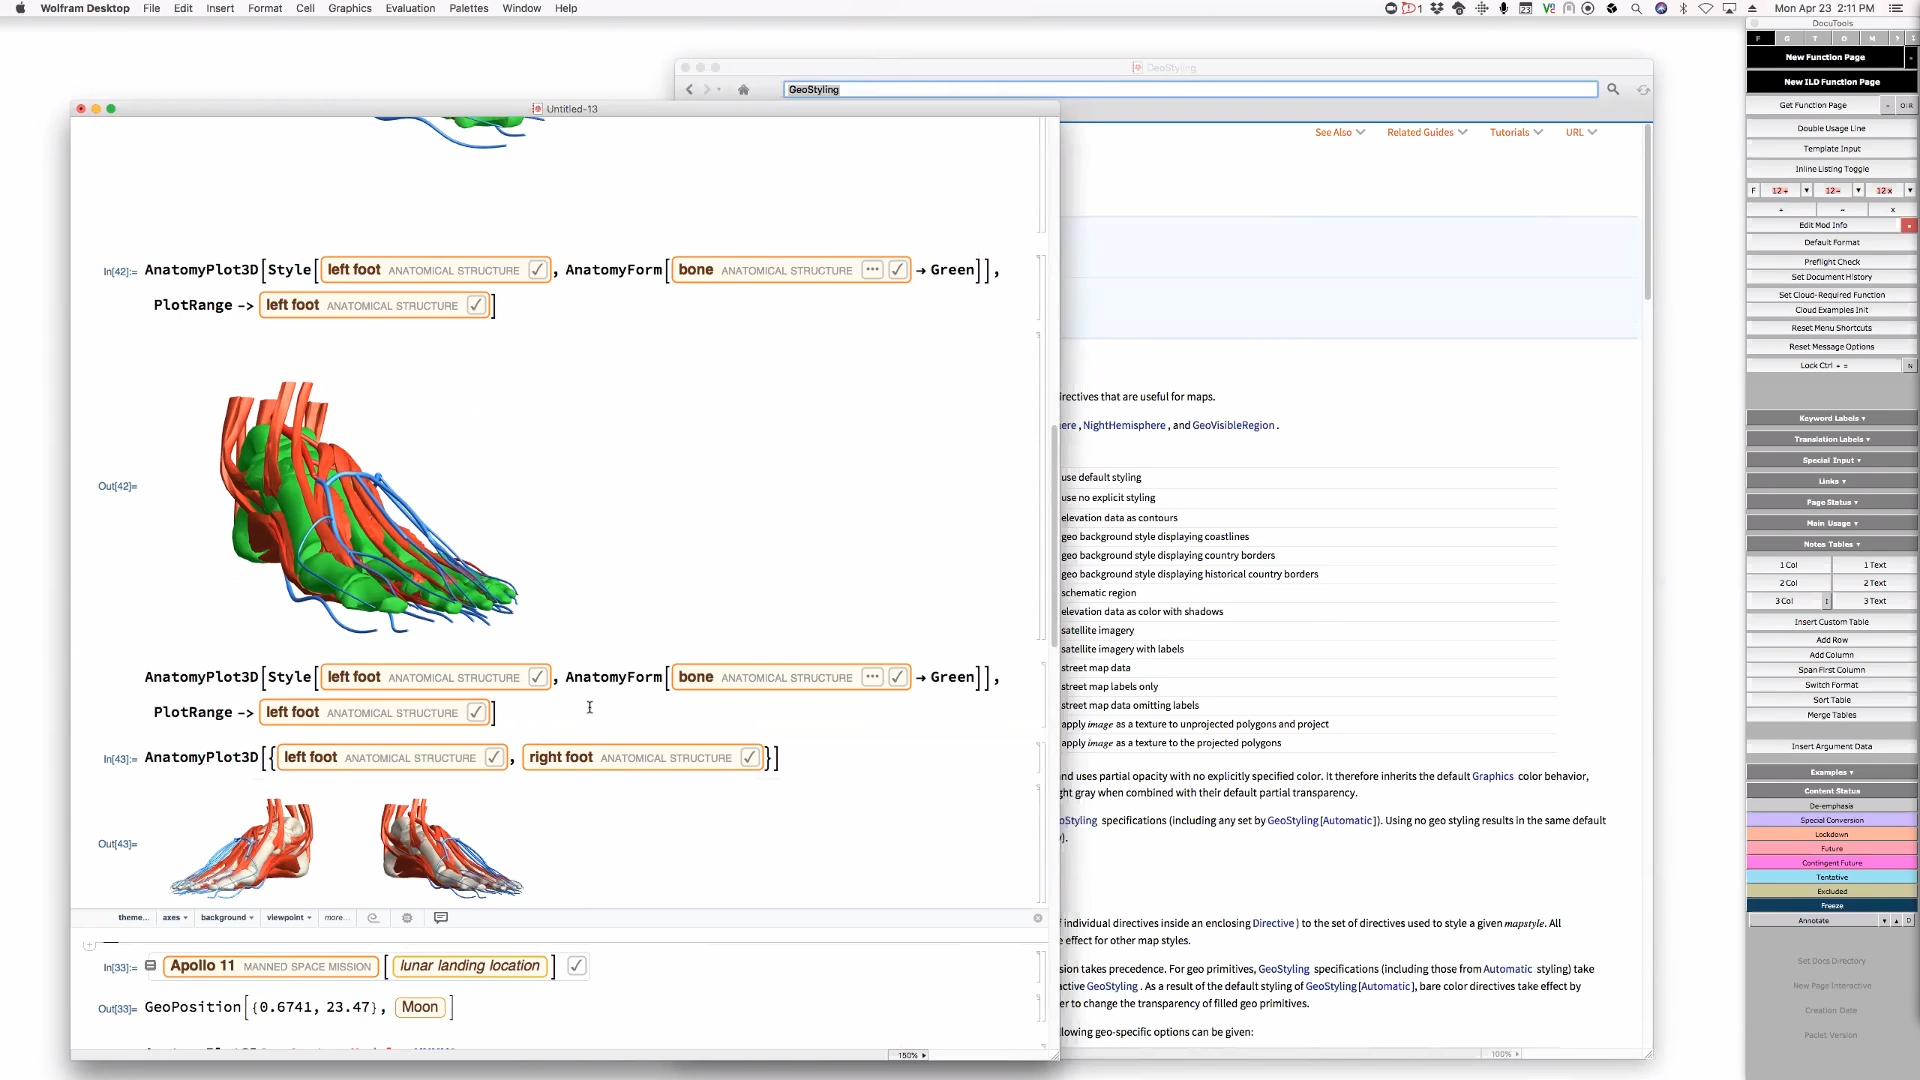 Wolfram Desktop File Edit Insert Format Cell Graphics Evaluation Palettes Window Help
1 23 Mon Apr 23 2:11 PM
DocuTools
F G T O M ?
New Function Page
New ILD Function Page
Get Function Page - O|R
Double Usage Line
Template Input
Inline Listing Toggle
F 12+ 12~ 12x
+ ~ x
Edit Mod Info
Default Format
Preflight Check
Set Document History
Set Cloud-Required Function
Cloud Examples Init
Reset Menu Shortcuts
Reset Message Options
Lock Ctrl + = N
Keyword Labels
Translation Labels
Special Input
Links
Page Status
Main Usage
Notes Tables
1 Col 1 Text
2 Col 2 Text
3 Col 3 Text
Insert Custom Table
Add Row
Add Column
Span First Column
Switch Format
Sort Table
Merge Tables
Insert Argument Data
Examples
Content Status
De-emphasis
Special Conversion
Lockdown
Future
Contingent Future
Tentative
Excluded
Freeze
Annotate D
Set Docs Directory
New Page Interactive
Creation Date
Paclet Version
GeoStyling
GeoStyling
See Also Related Guides Tutorials URL
irectives that are useful for maps.
ere , NightHemisphere , and GeoVisibleRegion .
use default styling
use no explicit styling
elevation data as contours
geo background style displaying coastlines
geo background style displaying country borders
geo background style displaying historical country borders
schematic region
elevation data as color with shadows
satellite imagery
satellite imagery with labels
street map data
street map labels only
street map data omitting labels
apply image as a texture to unprojected polygons and project
apply image as a texture to the projected polygons
nd uses partial opacity with no explicitly specified color. It therefore inherits the default Graphics color behavior,
ght gray when combined with their default partial transparency.
oStyling specifications (including any set by GeoStyling[Automatic]). Using no geo styling results in the same default
).
f individual directives inside an enclosing Directive ) to the set of directives used to style a given mapstyle. All
e effect for other map styles.
sion takes precedence. For geo primitives, GeoStyling specifications (including those from Automatic styling) take
active GeoStyling . As a result of the default styling of GeoStyling[Automatic], bare color directives take effect by
er to change the transparency of filled geo primitives.
llowing geo-specific options can be given:
100%
Untitled-13
In[42]:= AnatomyPlot3D[Style[left foot ANATOMICAL STRUCTURE, AnatomyForm[bone ANATOMICAL STRUCTURE ··· → Green]],
PlotRange -> left foot ANATOMICAL STRUCTURE]
Out[42]=
AnatomyPlot3D[Style[left foot ANATOMICAL STRUCTURE, AnatomyForm[bone ANATOMICAL STRUCTURE ··· → Green]],
PlotRange -> left foot ANATOMICAL STRUCTURE]
In[43]:= AnatomyPlot3D[{left foot ANATOMICAL STRUCTURE, right foot ANATOMICAL STRUCTURE}]
Out[43]=
theme... axes background viewpoint more...
In[33]:= Apollo 11 MANNED SPACE MISSION [lunar landing location]
Out[33]= GeoPosition[{0.6741, 23.47}, Moon]
150%